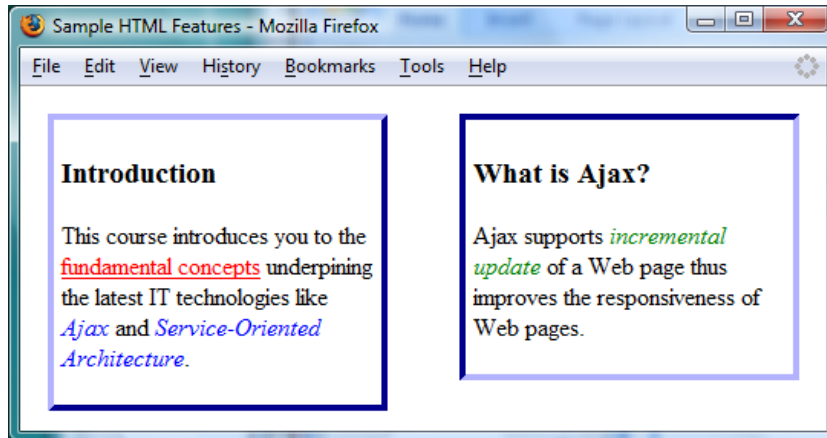 Sample HTML Features - Mozilla Firefox
File Edit View History Bookmarks Tools Help
Introduction
This course introduces you to the
fundamental concepts underpining
the latest IT technologies like
Ajax and Service-Oriented
Architecture.
What is Ajax?
Ajax supports incremental
update of a Web page thus
improves the responsiveness of
Web pages.